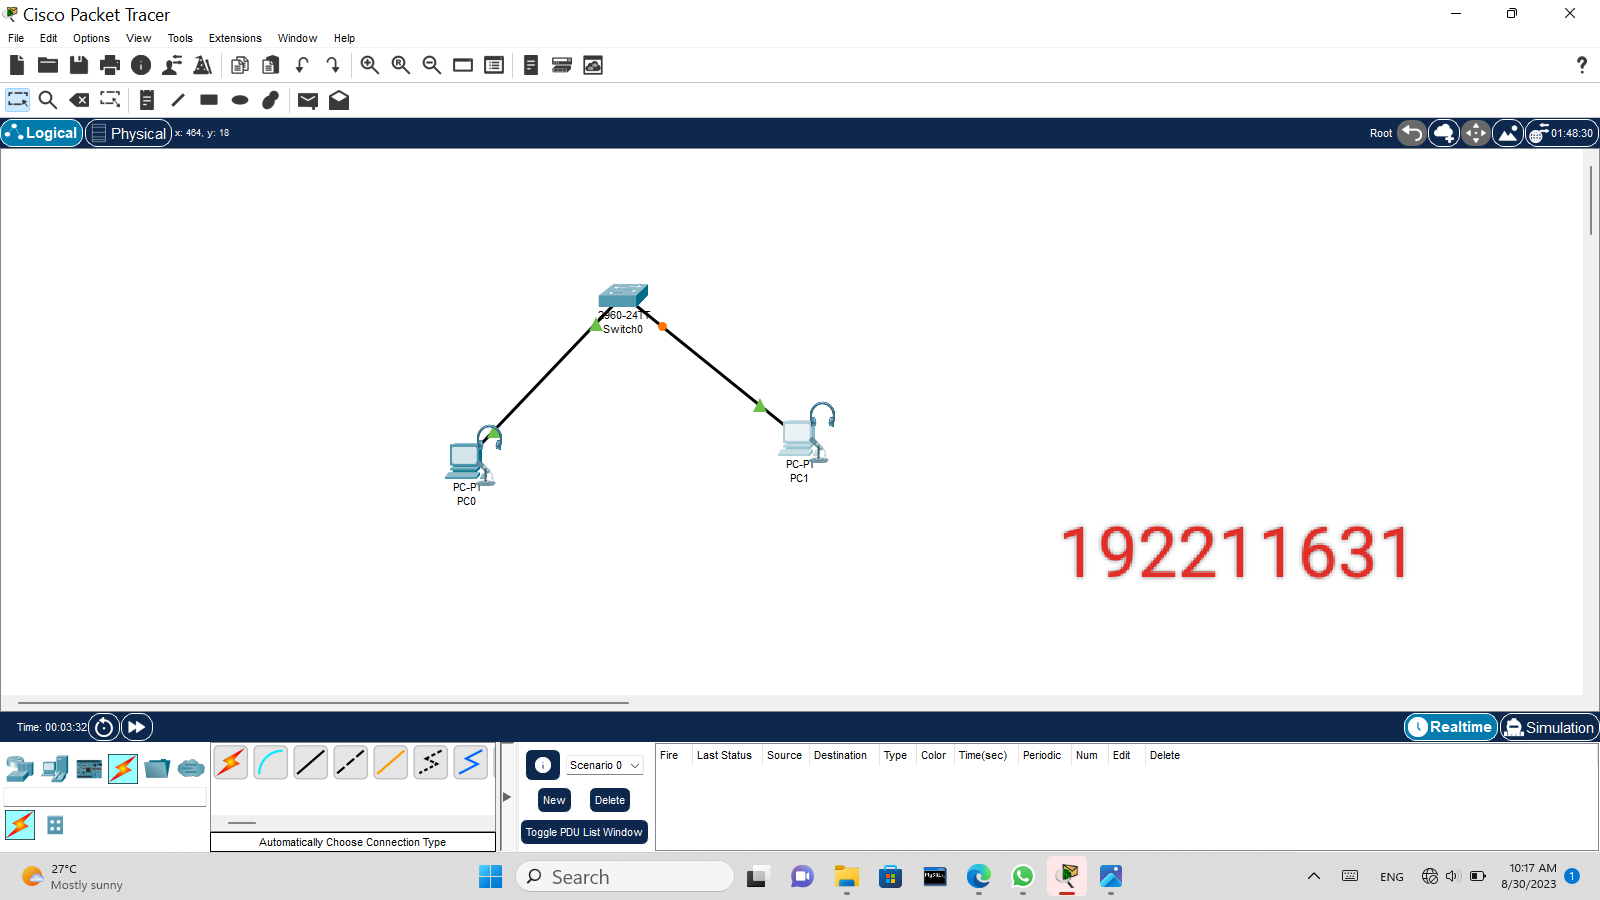 Cisco Packet Tracer
File Edit Options View Tools Extensions Window Help
Logical Physical x: 464, y: 18 Root 01:48:30
2960-24TT
Switch0
PC-PT
PC1
PC-PT
PC0
192211631
Time: 00:03:32 Realtime Simulation
Scenario 0
New Delete
Toggle PDU List Window
Fire Last Status Source Destination Type Color Time(sec) Periodic Num Edit Delete
Automatically Choose Connection Type
27°C
Mostly sunny
Search
MySQL
ENG
10:17 AM
8/30/2023
1